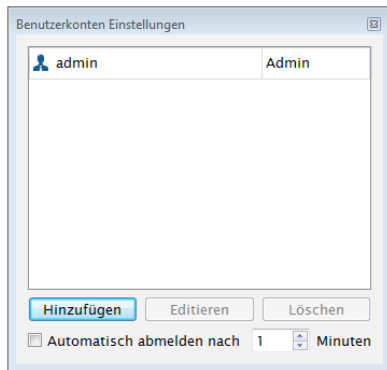 Benutzerkonten Einstellungen
admin Admin
Hinzufügen Editieren Löschen
Automatisch abmelden nach 1 Minuten